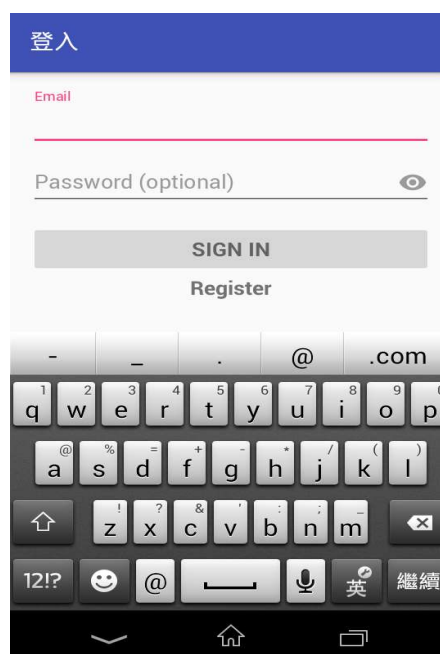 登入
Email
Password (optional)
SIGN IN
Register
- _ . @ .com
1 2 3 4 5 6 7 8 9
q w e r t y u i o p
@ % = + - * / ( )
a s d f g h j k l
! ? & ' : ; _
z x c v b n m
12!? @ 英 繼續